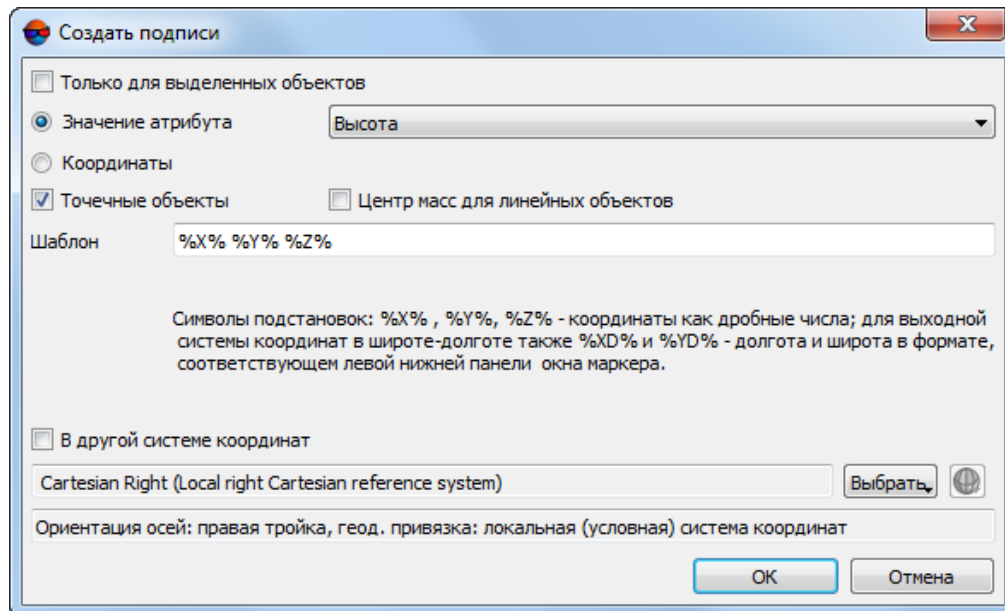 Создать подписи
Только для выделенных объектов
Значение атрибута Высота
Координаты
Точечные объекты Центр масс для линейных объектов
Шаблон %X% %Y% %Z%
Символы подстановок: %X% , %Y%, %Z% - координаты как дробные числа; для выходной
системы координат в широте-долготе также %XD% и %YD% - долгота и широта в формате,
соответствующем левой нижней панели окна маркера.
В другой системе координат
Cartesian Right (Local right Cartesian reference system) Выбрать
Ориентация осей: правая тройка, геод. привязка: локальная (условная) система координат
OK Отмена